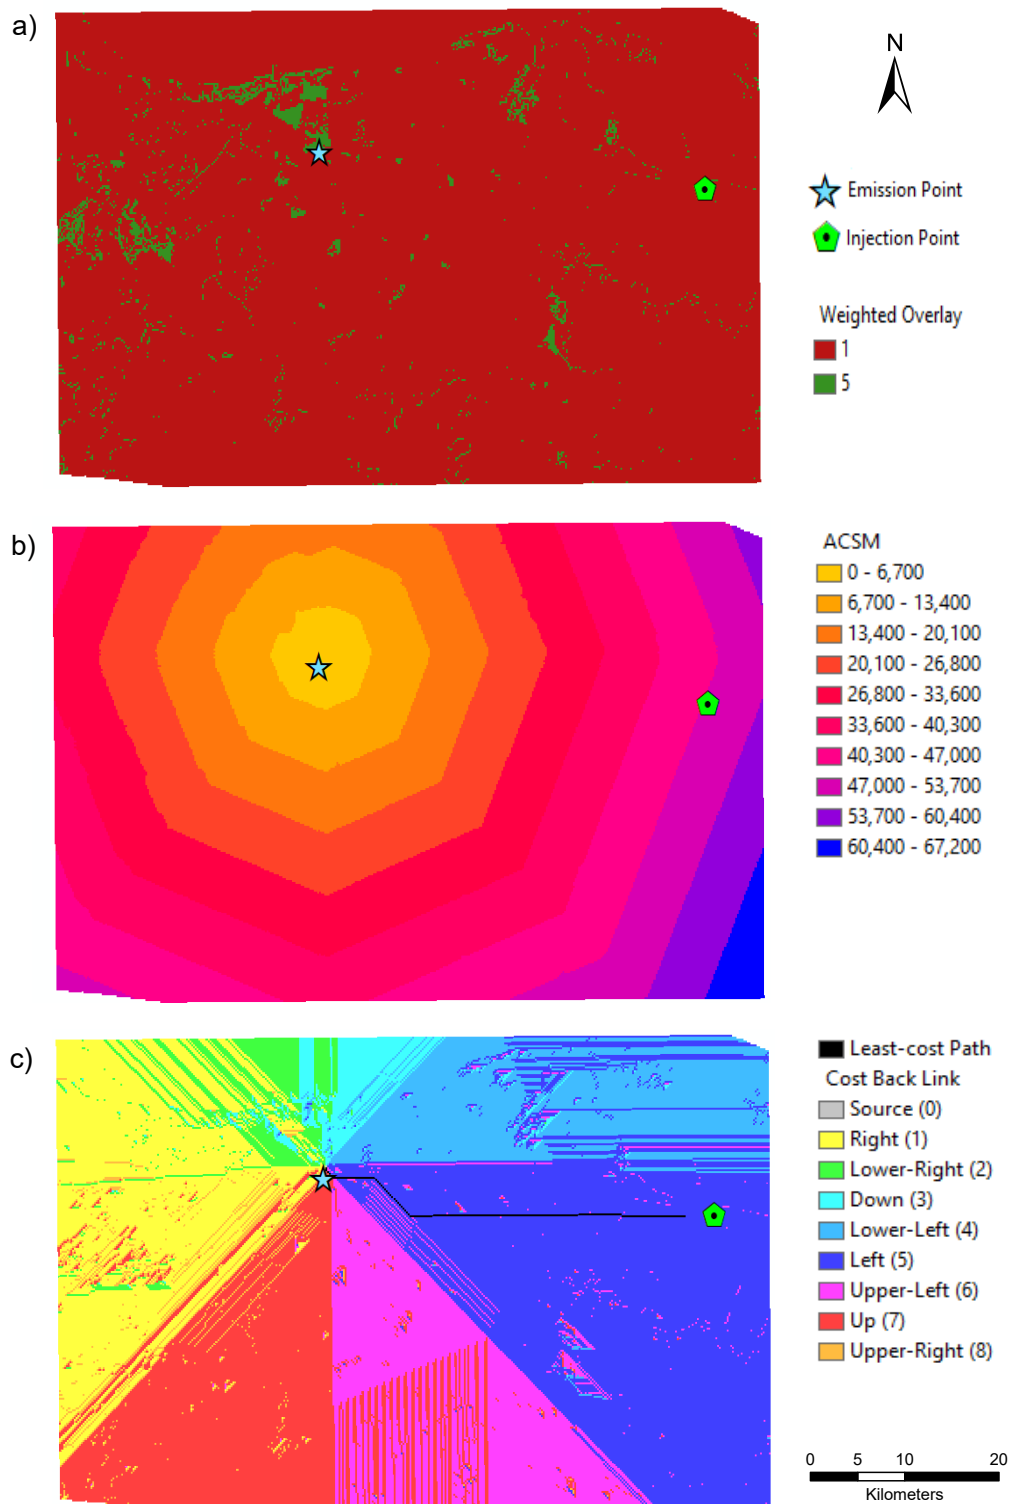 a)
N
Emission Point
Injection Point
Weighted Overlay
1
5
b)
ACSM
0 - 6,700
6,700 - 13,400
13,400 - 20,100
20,100 - 26,800
26,800 - 33,600
33,600 - 40,300
40,300 - 47,000
47,000 - 53,700
53,700 - 60,400
60,400 - 67,200
c)
Least-cost Path
Cost Back Link
Source (0)
Right (1)
Lower-Right (2)
Down (3)
Lower-Left (4)
Left (5)
Upper-Left (6)
Up (7)
Upper-Right (8)
0 5 10 20
Kilometers